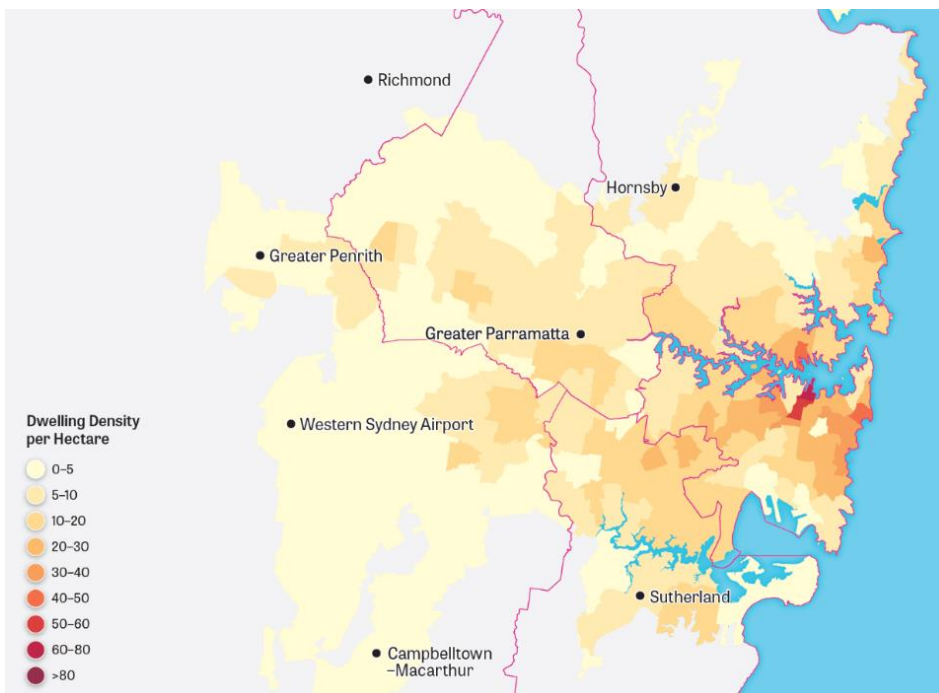 Richmond
Hornsby
Greater Penrith
Greater Parramatta
Western Sydney Airport
Dwelling Density
per Hectare
0–5
5–10
10–20
20–30
30–40
40–50
50–60
60–80
>80
Sutherland
Campbelltown
–Macarthur